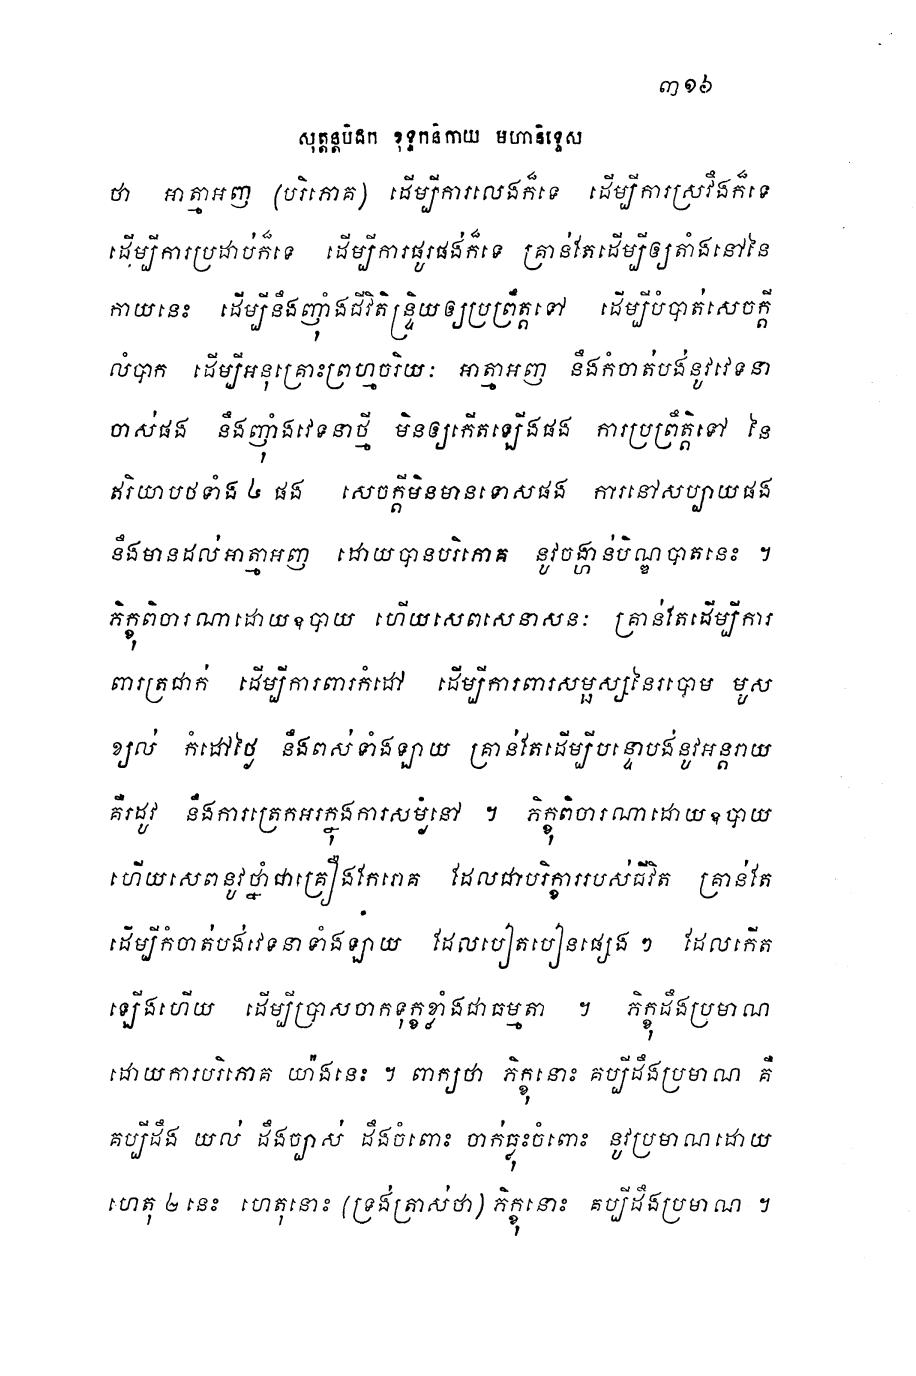 ៣១៦
សុត្តន្តបិដក ខុទ្ទកនិកាយ មហានិទ្ទេស
ថា អាត្មាអញ (បរិភោគ) ដើម្បីការលេងក៏ទេ ដើម្បីការស្រវឹងក៏ទេ
ដើម្បីការប្រដាប់ក៏ទេ ដើម្បីការផូរផង់ក៏ទេ គ្រាន់តែដើម្បីឲ្យតាំងនៅនៃ
កាយនេះ ដើម្បីនឹងញុំាងជីវិតិន្ទ្រិយឲ្យប្រព្រឹត្តទៅ ដើម្បីបំបាត់សេចក្តី
លំបាក ដើម្បីអនុគ្រោះព្រហ្មចរិយៈ អាត្មាអញ នឹងកំចាត់បង់នូវវេទនា
ចាស់ផង នឹងញុំាងវេទនាថ្មី មិនឲ្យកើតឡើងផង ការប្រព្រឹត្តិទៅ នៃ
ឥរិយាបថទាំង ៤ ផង សេចក្តីមិនមានទោសផង ការនៅសប្បាយផង
នឹងមានដល់អាត្មាអញ ដោយបានបរិភោគ នូវចង្ហាន់បិណ្ឌបាតនេះ ។
ភិក្ខុពិចារណាដោយឧបាយ ហើយសេពសេនាសនៈ គ្រាន់តែដើម្បីការ
ពារត្រជាក់ ដើម្បីការពារកំដៅ ដើម្បីការពារសម្ផស្សនៃរបោម មូស
ខ្យល់ កំដៅថ្ងៃ នឹងពស់ទាំងឡាយ គ្រាន់តែដើម្បីបន្ទោបង់នូវអន្តរាយ
គឺរដូវ នឹងការត្រេកអរក្នុងការសម្ងំនៅ ។ ភិក្ខុពិចារណាដោយឧបាយ
ហើយសេពនូវថ្នាំជាគ្រឿងកែរោគ ដែលជាបរិក្ខាររបស់ជីវិត គ្រាន់តែ
ដើម្បីកំចាត់បង់វេទនាទាំងឡាយ ដែលបៀតបៀនផ្សេង ៗ ដែលកើត
ឡើងហើយ ដើម្បីប្រាសចាកទុក្ខខ្លាំងជាធម្មតា ។ ភិក្ខុដឹងប្រមាណ
ដោយការបរិភោគ យ៉ាងនេះ ។ ពាក្យថា ភិក្ខុនោះ គប្បីដឹងប្រមាណ គឺ
គប្បីដឹង យល់ ដឹងច្បាស់ ដឹងចំពោះ ចាក់ធ្លុះចំពោះ នូវប្រមាណដោយ
ហេតុ ២ នេះ ហេតុនោះ (ទ្រង់ត្រាស់ថា) ភិក្ខុនោះ គប្បីដឹងប្រមាណ ។